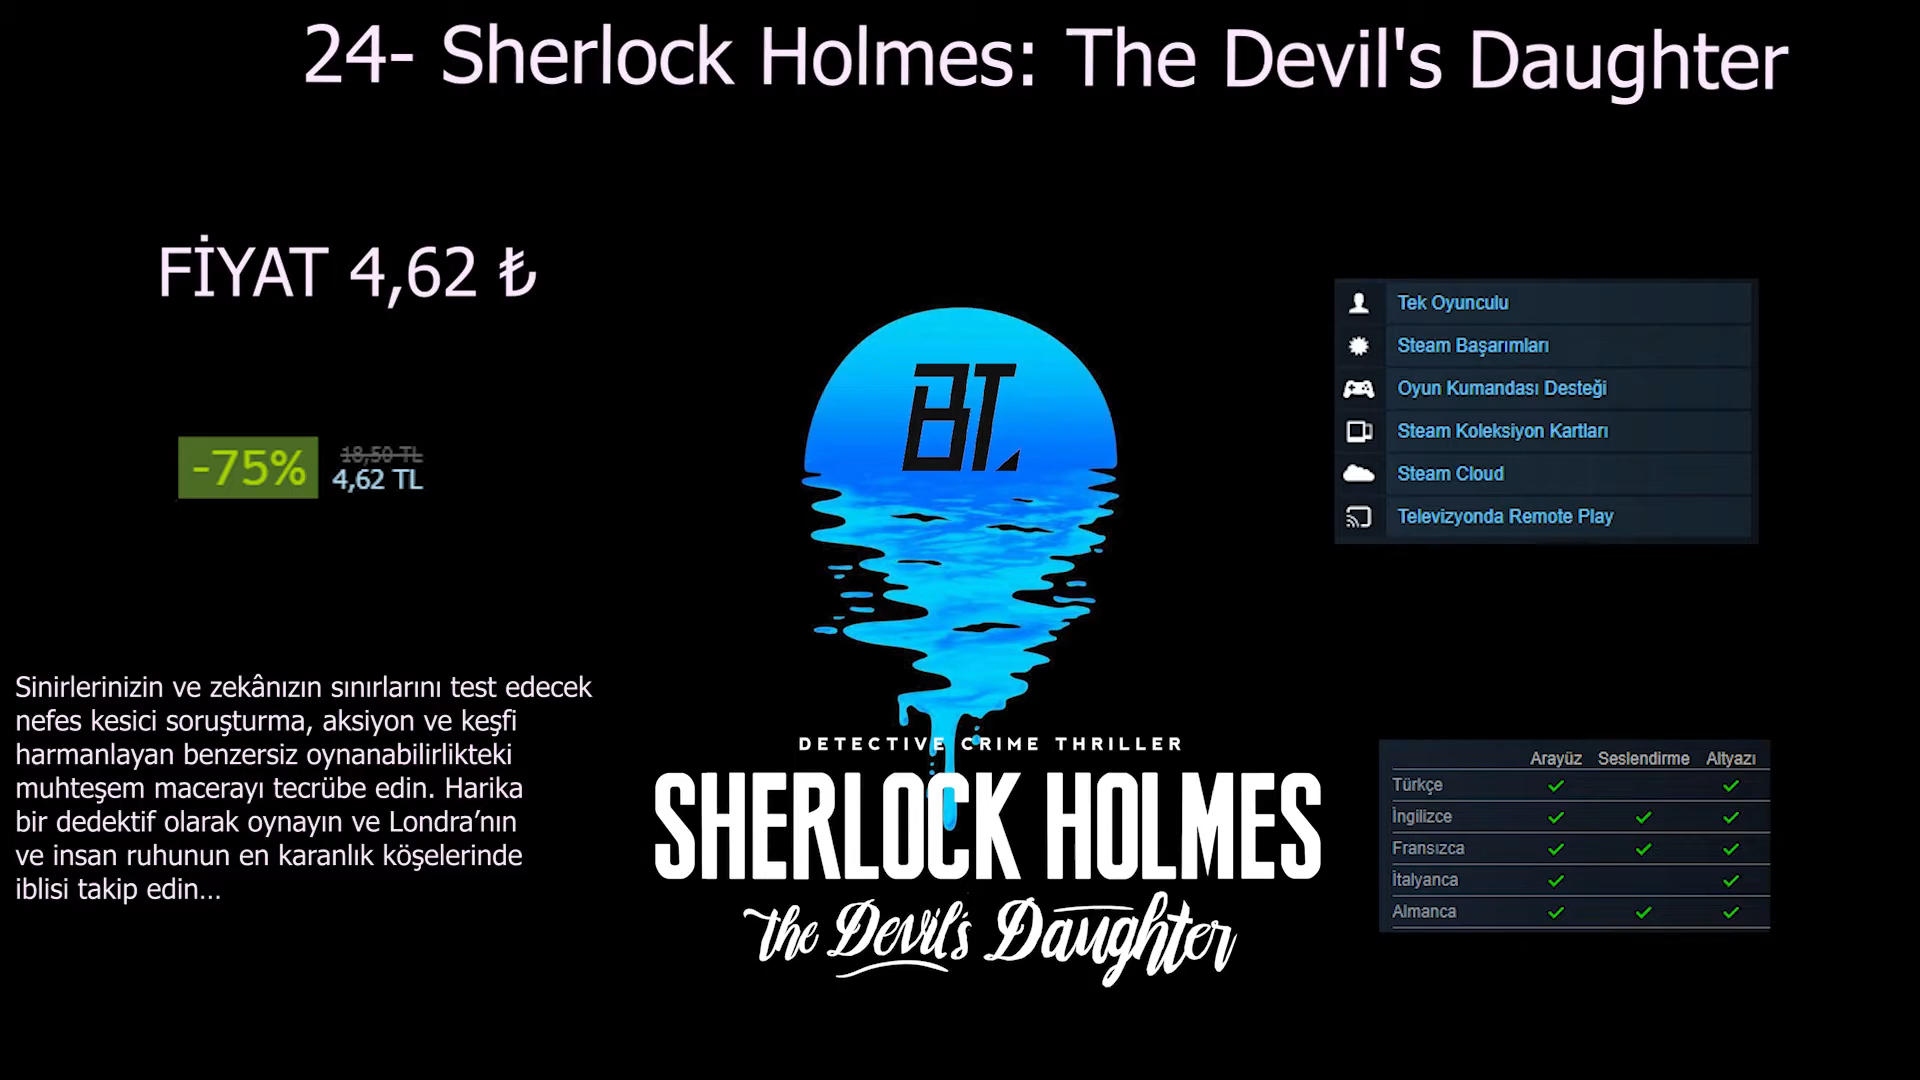 24- Sherlock Holmes: The Devil's Daughter
FİYAT 4,62 ₺
-75%
18,50 TL
4,62 TL
Sinirlerinizin ve zekânızın sınırlarını test edecek
nefes kesici soruşturma, aksiyon ve keşfi
harmanlayan benzersiz oynanabilirlikteki
muhteşem macerayı tecrübe edin. Harika
bir dedektif olarak oynayın ve Londra’nın
ve insan ruhunun en karanlık köşelerinde
iblisi takip edin…
BT
DETECTIVE CRIME THRILLER
SHERLOCK HOLMES
the Devil's Daughter
Tek Oyunculu
Steam Başarımları
Oyun Kumandası Desteği
Steam Koleksiyon Kartları
Steam Cloud
Televizyonda Remote Play
Arayüz Seslendirme Altyazı
Türkçe
İngilizce
Fransızca
İtalyanca
Almanca